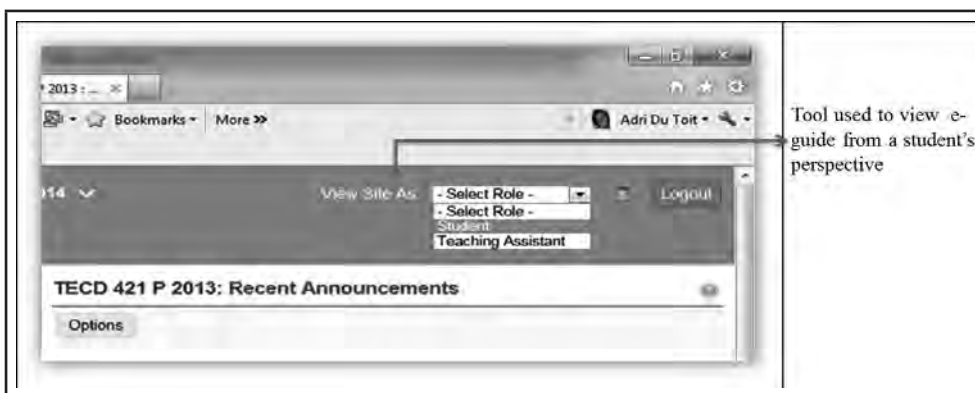 2013 : ... ×
Bookmarks ▾ More »
Adri Du Toit ▾
014
View Site As: - Select Role -
Logout
- Select Role -
Student
Teaching Assistant
TECD 421 P 2013: Recent Announcements
Options
Tool used to view e-
guide from a student's
perspective